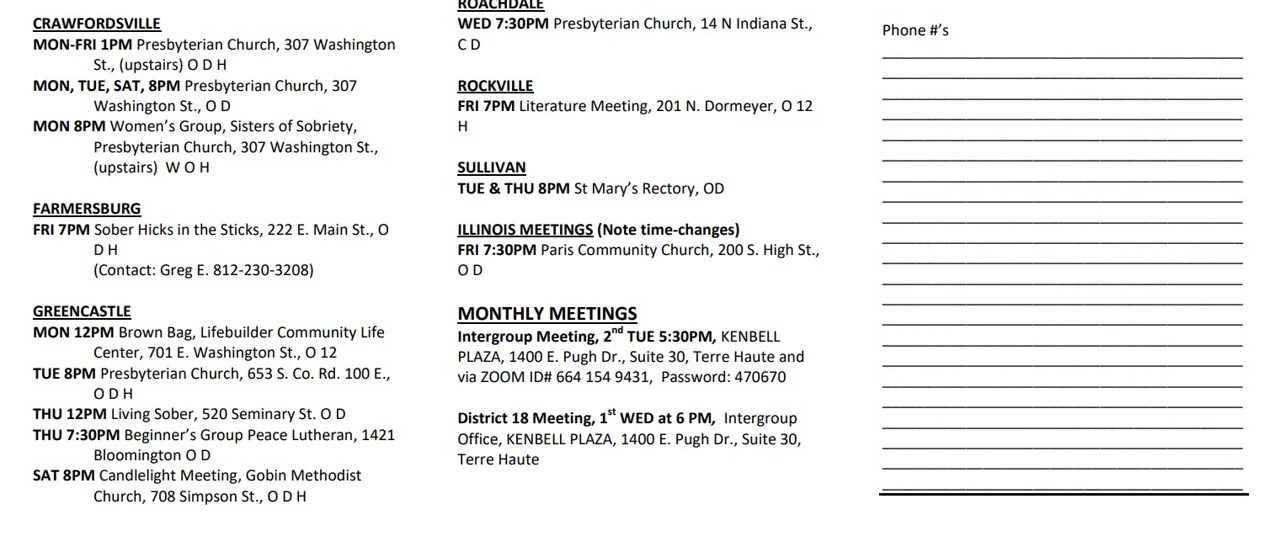 CRAWFORDSVILLE
MON-FRI 1PM Presbyterian Church, 307 Washington
St., (upstairs) O D H
MON, TUE, SAT, 8PM Presbyterian Church, 307
Washington St., O D
MON 8PM Women's Group, Sisters of Sobriety,
Presbyterian Church, 307 Washington St.,
(upstairs) W O H
FARMERSBURG
FRI 7PM Sober Hicks in the Sticks, 222 E. Main St., O
D H
(Contact: Greg E. 812-230-3208)
GREENCASTLE
MON 12PM Brown Bag, Lifebuilder Community Life
Center, 701 E. Washington St., O 12
TUE 8PM Presbyterian Church, 653 S. Co. Rd. 100 E.,
O D H
THU 12PM Living Sober, 520 Seminary St. O D
THU 7:30PM Beginner's Group Peace Lutheran, 1421
Bloomington O D
SAT 8PM Candlelight Meeting, Gobin Methodist
Church, 708 Simpson St., O D H
ROACHDALE
WED 7:30PM Presbyterian Church, 14 N Indiana St.,
C D
ROCKVILLE
FRI 7PM Literature Meeting, 201 N. Dormeyer, O 12
H
SULLIVAN
TUE & THU 8PM St Mary's Rectory, OD
ILLINOIS MEETINGS (Note time-changes)
FRI 7:30PM Paris Community Church, 200 S. High St.,
O D
MONTHLY MEETINGS
Intergroup Meeting, 2nd TUE 5:30PM, KENBELL
PLAZA, 1400 E. Pugh Dr., Suite 30, Terre Haute and
via ZOOM ID# 664 154 9431, Password: 470670
District 18 Meeting, 1st WED at 6 PM, Intergroup
Office, KENBELL PLAZA, 1400 E. Pugh Dr., Suite 30,
Terre Haute
Phone #'s